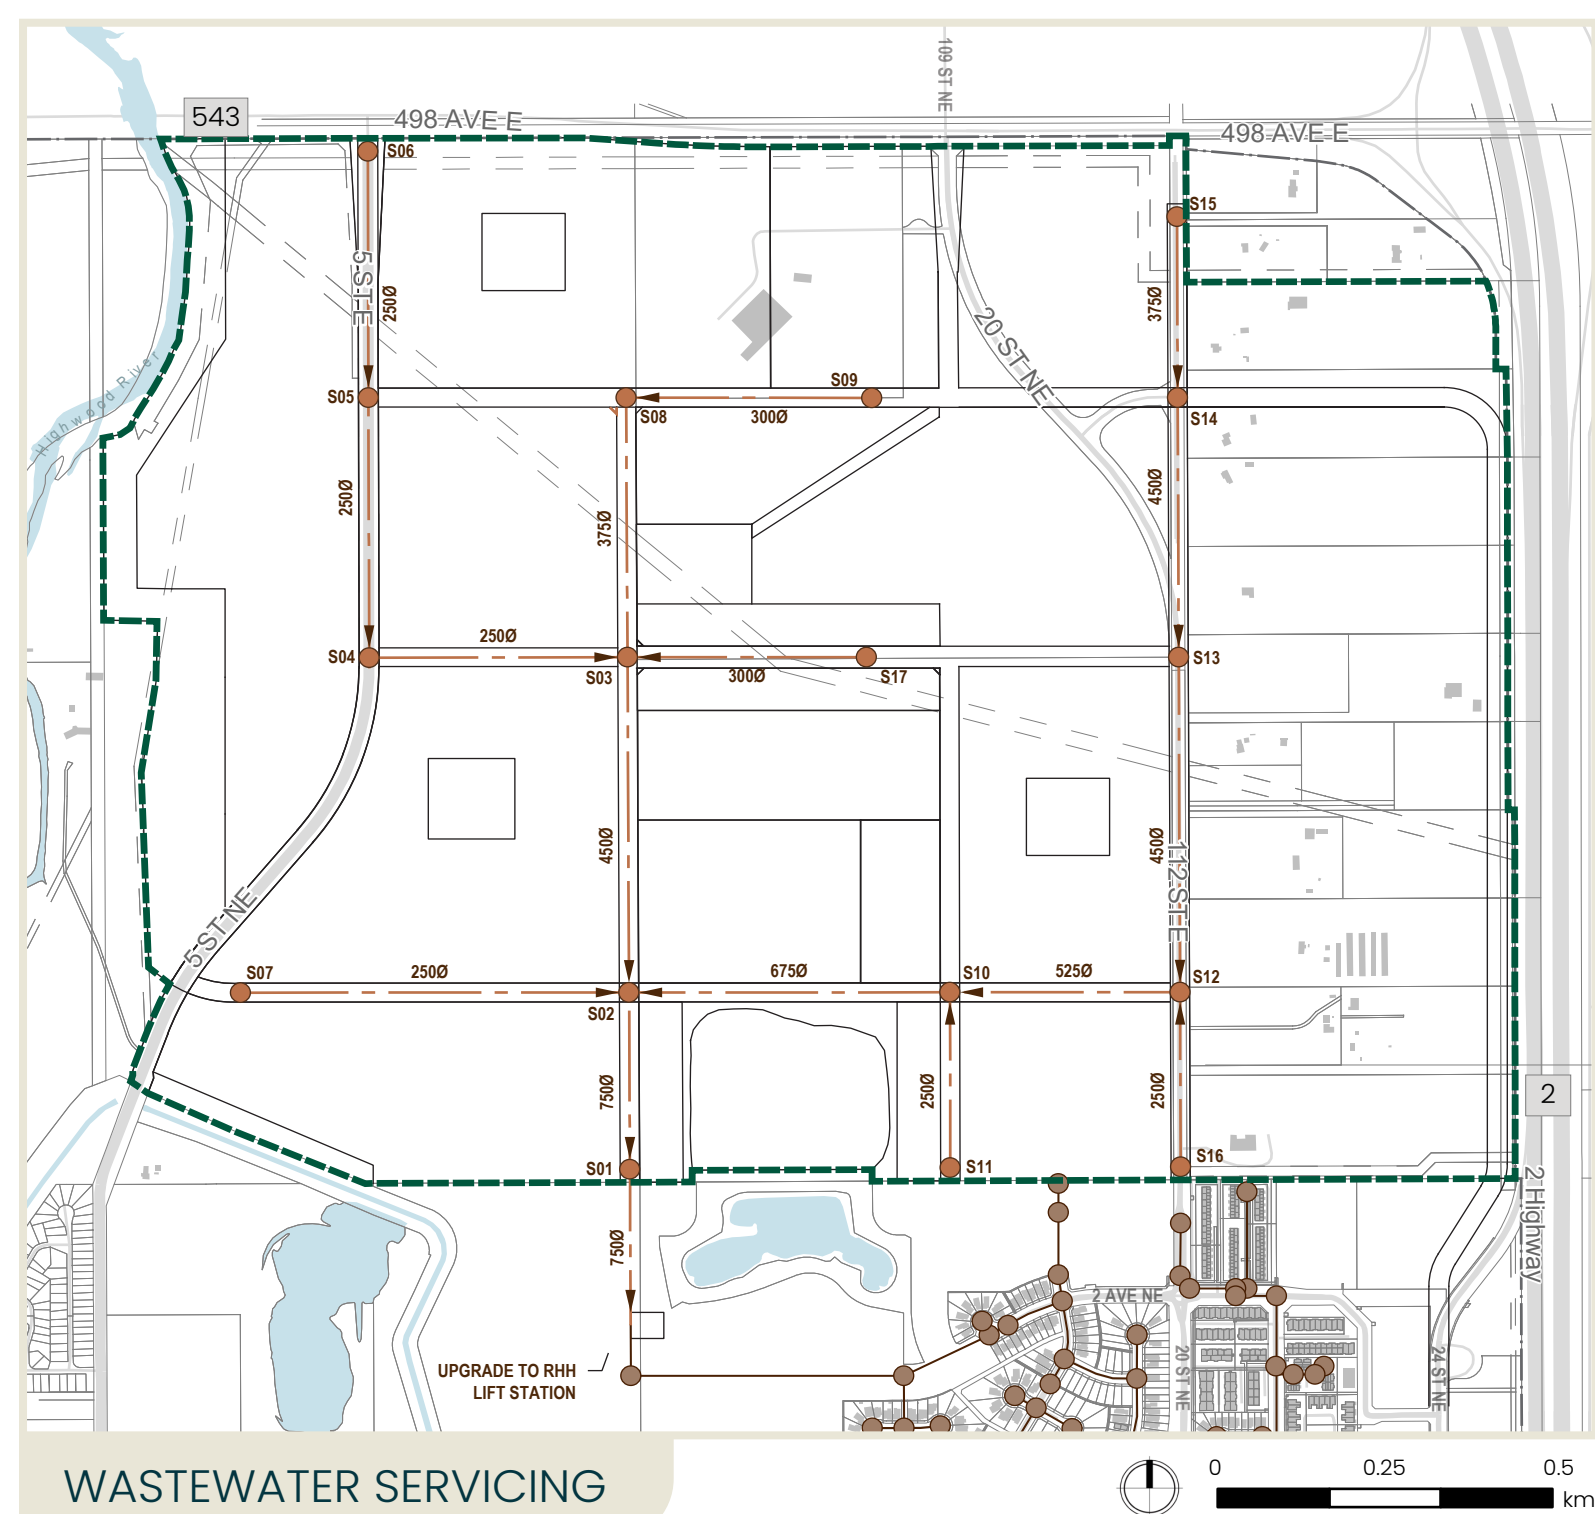 109 ST NE
543
498 AVE E
498 AVE E
S06
S15
5 ST E
250Ø
375Ø
20 ST NE
Highwood River
S09
S05
S08
300Ø
S14
250Ø
375Ø
450Ø
250Ø
S04
S03
300Ø
S17
S13
450Ø
450Ø
112 ST E
5 ST NE
S07
250Ø
675Ø
S10
525Ø
S12
S02
750Ø
250Ø
250Ø
2
S01
S11
S16
750Ø
2 Highway
2 AVE NE
UPGRADE TO RHH
LIFT STATION
20 ST NE
24 ST NE
WASTEWATER SERVICING
0 0.25 0.5
km